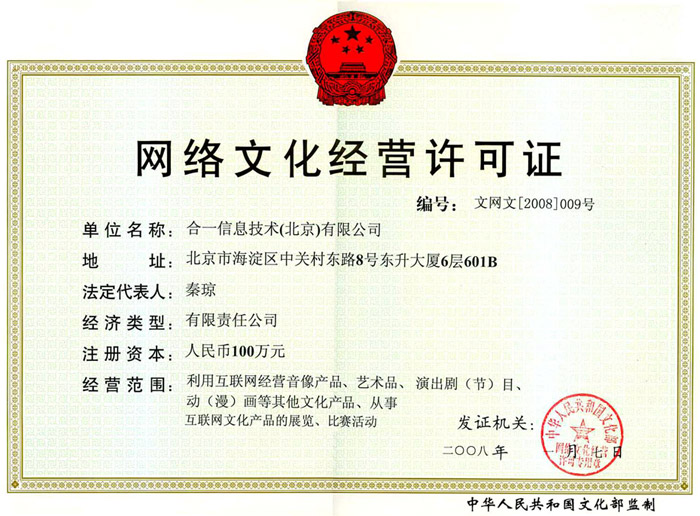 网络文化经营许可证
编号： 文网文[2008]009号
单位名称： 合一信息技术(北京)有限公司
地 址： 北京市海淀区中关村东路8号东升大厦6层601B
法定代表人： 秦琼
经济类型： 有限责任公司
注册资本： 人民币100万元
经营范围： 利用互联网经营音像产品、艺术品、演出剧（节）目、
动（漫）画等其他文化产品、从事
互联网文化产品的展览、比赛活动
发证机关：
中华人民共和国文化部
二〇〇八年 一月七日
中华人民共和国文化部监制